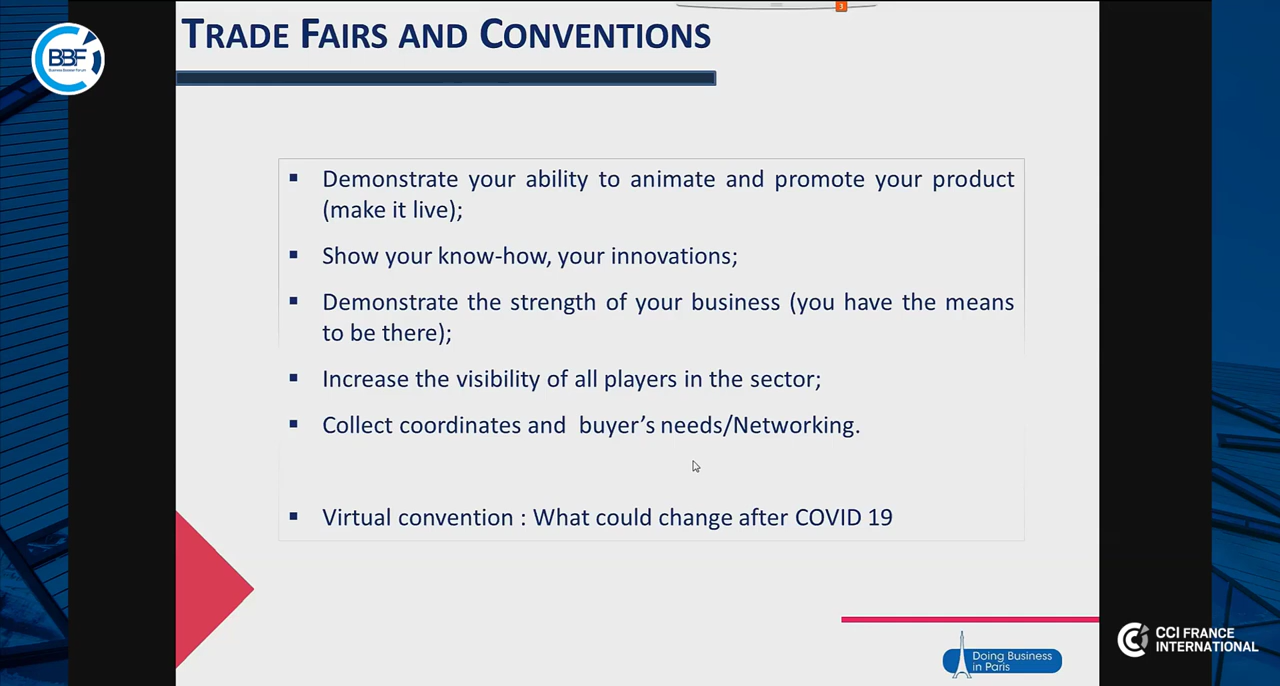 TRADE FAIRS AND CONVENTIONS
3
BBF
▪ Demonstrate your ability to animate and promote your product
(make it live);
▪ Show your know-how, your innovations;
▪ Demonstrate the strength of your business (you have the means
to be there);
▪ Increase the visibility of all players in the sector;
▪ Collect coordinates and buyer's needs/Networking.
▪ Virtual convention : What could change after COVID 19
Doing Business
in Paris
CCI FRANCE
INTERNATIONAL